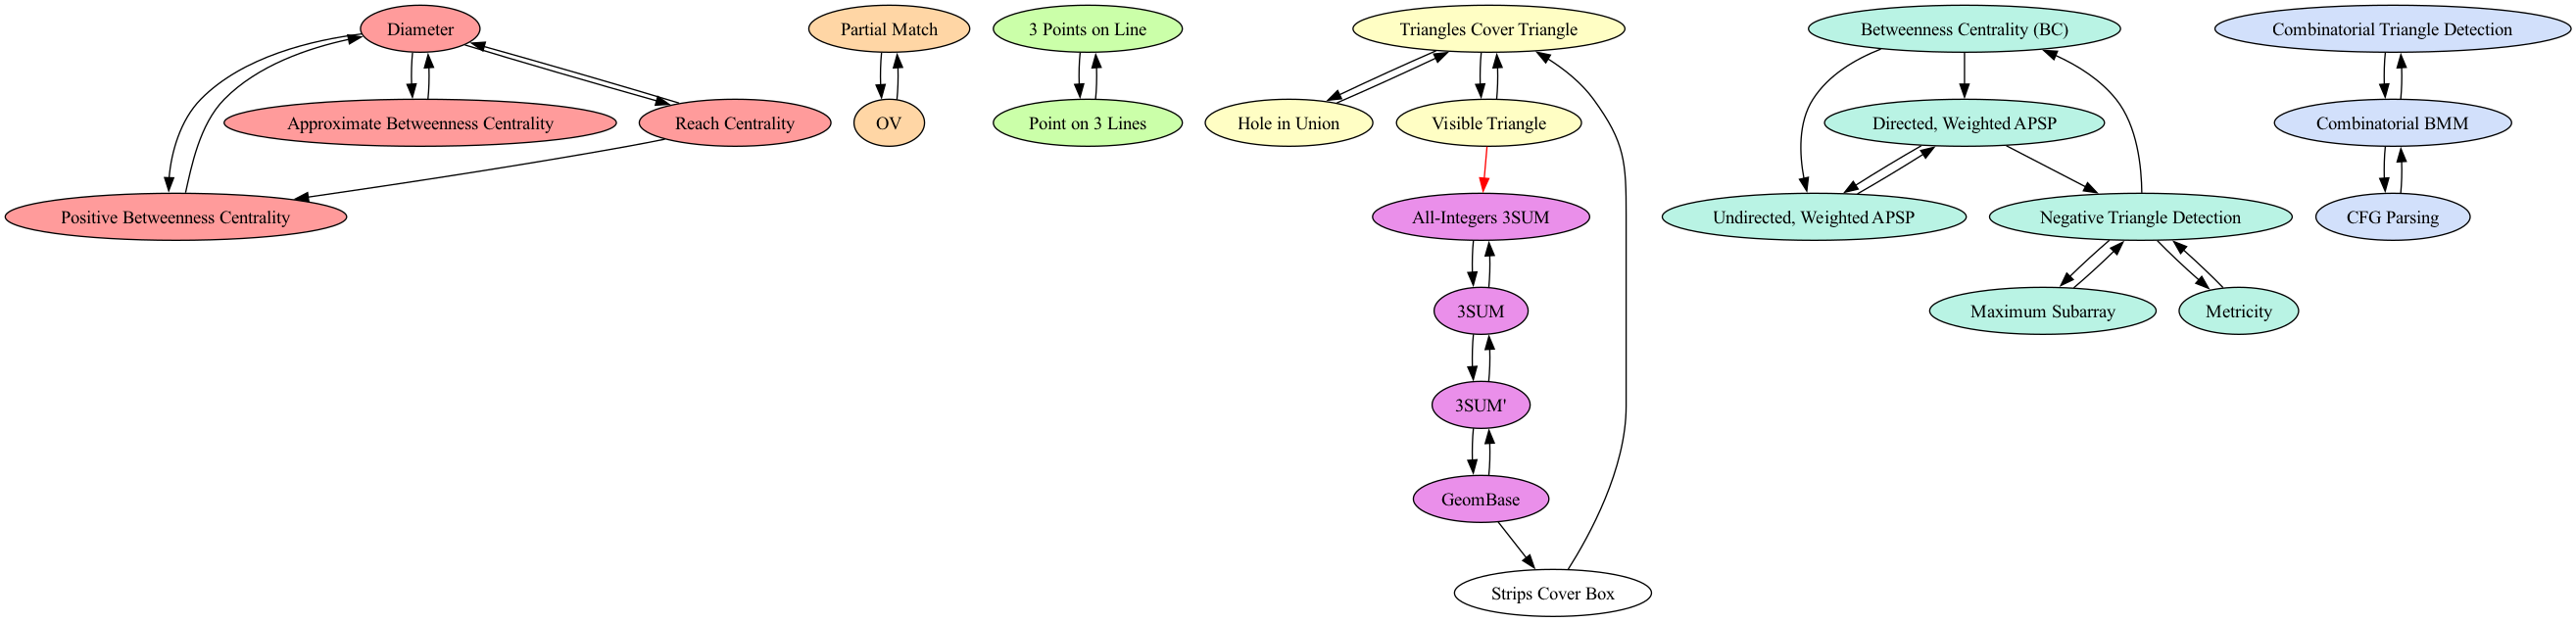 Diameter
Approximate Betweenness Centrality
Reach Centrality
Positive Betweenness Centrality
Partial Match
OV
3 Points on Line
Point on 3 Lines
Triangles Cover Triangle
Hole in Union
Visible Triangle
All-Integers 3SUM
3SUM
3SUM'
GeomBase
Strips Cover Box
Betweenness Centrality (BC)
Directed, Weighted APSP
Undirected, Weighted APSP
Negative Triangle Detection
Maximum Subarray
Metricity
Combinatorial Triangle Detection
Combinatorial BMM
CFG Parsing